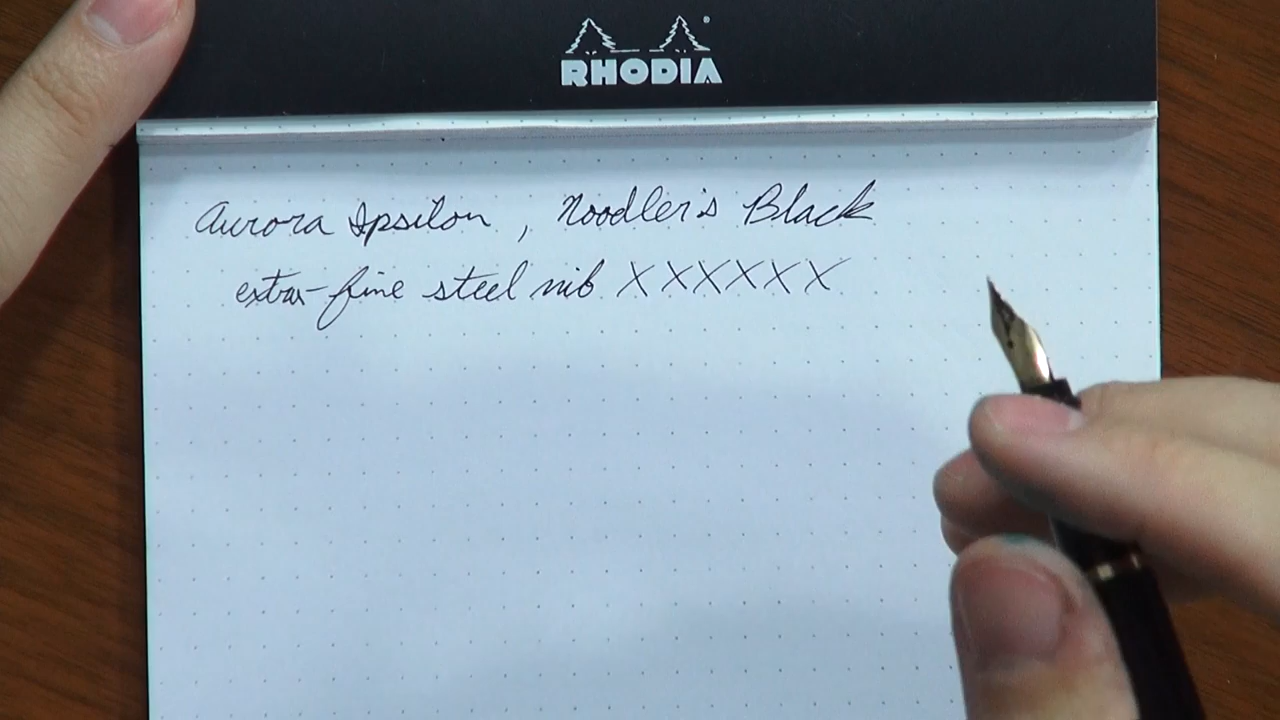 RHODIA
Aurora Ipsilon, Noodler's Black
extra-fine steel nib XXXXXX